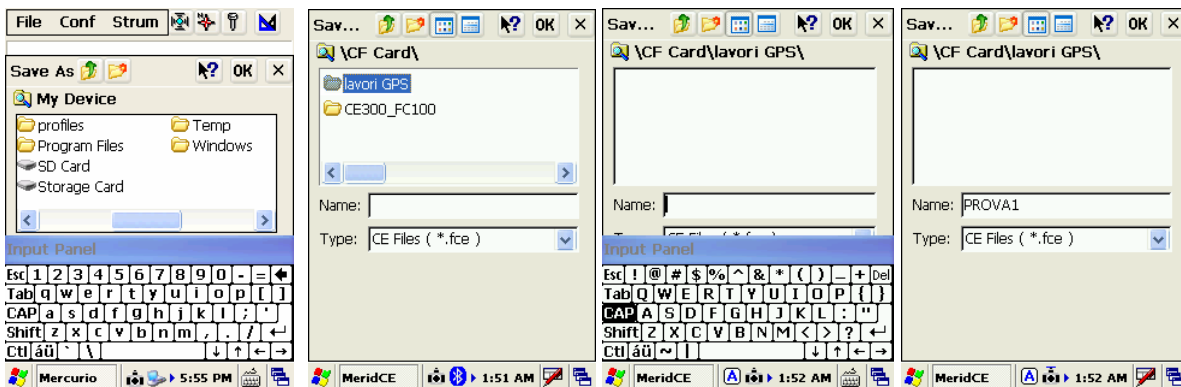 File Conf Strum
Save As OK ×
My Device
profiles Temp
Program Files Windows
SD Card
Storage Card
Input Panel
Esc 1 2 3 4 5 6 7 8 9 0 - =
Tab q w e r t y u i o p [ ]
CAP a s d f g h j k l ; '
Shift z x c v b n m , . /
Ctl áü ` \ ↓ ↑ ← →
Mercurio 5:55 PM
Sav... ? OK ×
\CF Card\
lavori GPS
CE300_FC100
Name:
Type: CE Files ( *.fce )
MeridCE 1:51 AM
Sav... ? OK ×
\CF Card\lavori GPS\
Name:
Input Panel
Esc ! @ # $ % ^ & * ( ) _ + Del
Tab Q W E R T Y U I O P { }
CAP A S D F G H J K L : "
Shift Z X C V B N M < > ?
Ctl áü ~ | ↓ ↑ ← →
MeridCE A 1:52 AM
Sav... ? OK ×
\CF Card\lavori GPS\
Name: PROVA1
Type: CE Files ( *.fce )
MeridCE A 1:52 AM